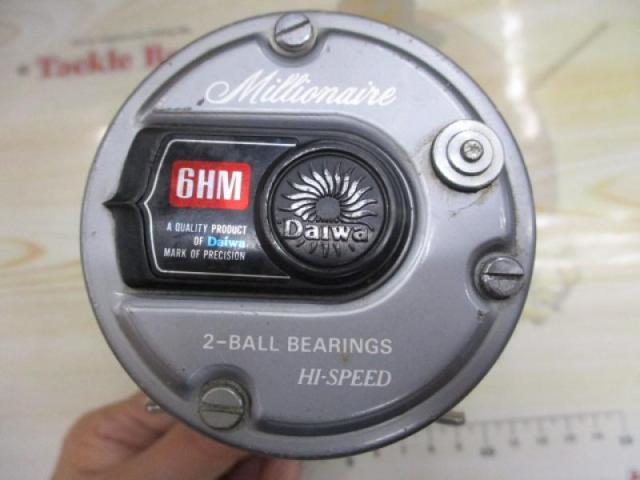 Tackle
Millionaire
6HM
A QUALITY PRODUCT
OF Daiwa
MARK OF PRECISION
Daiwa
2-BALL BEARINGS
HI-SPEED